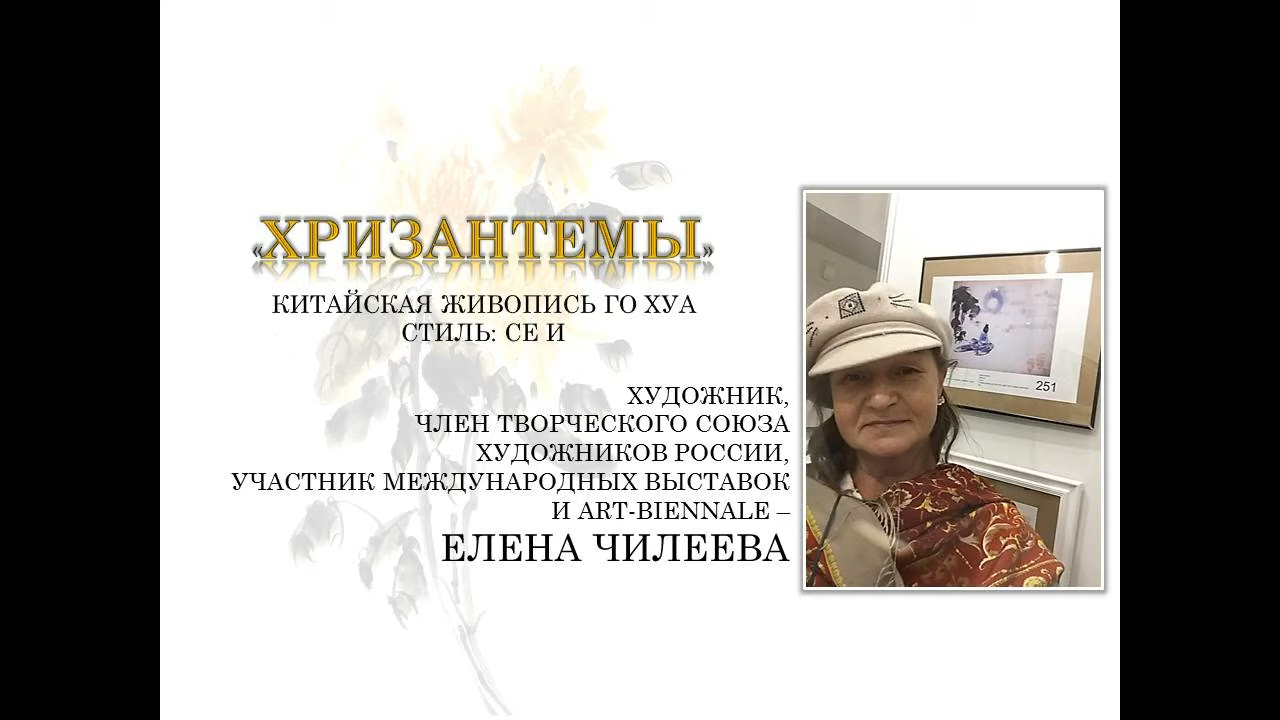 «ХРИЗАНТЕМЫ»
КИТАЙСКАЯ ЖИВОПИСЬ ГО ХУА
СТИЛЬ: СЕ И
ХУДОЖНИК,
ЧЛЕН ТВОРЧЕСКОГО СОЮЗА
ХУДОЖНИКОВ РОССИИ,
УЧАСТНИК МЕЖДУНАРОДНЫХ ВЫСТАВОК
И ART-BIENNALE –
ЕЛЕНА ЧИЛЕЕВА
251